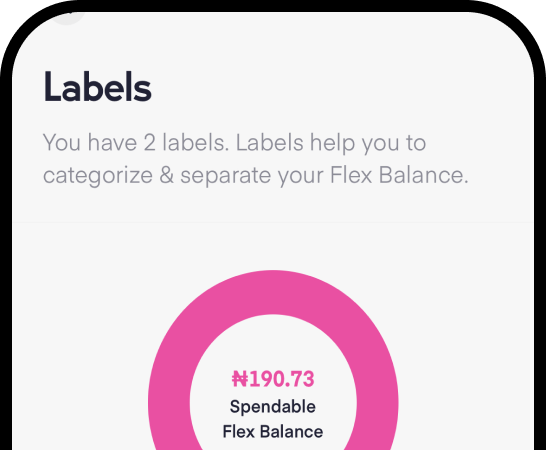 Labels
You have 2 labels. Labels help you to
categorize & separate your Flex Balance.
₦190.73
Spendable
Flex Balance